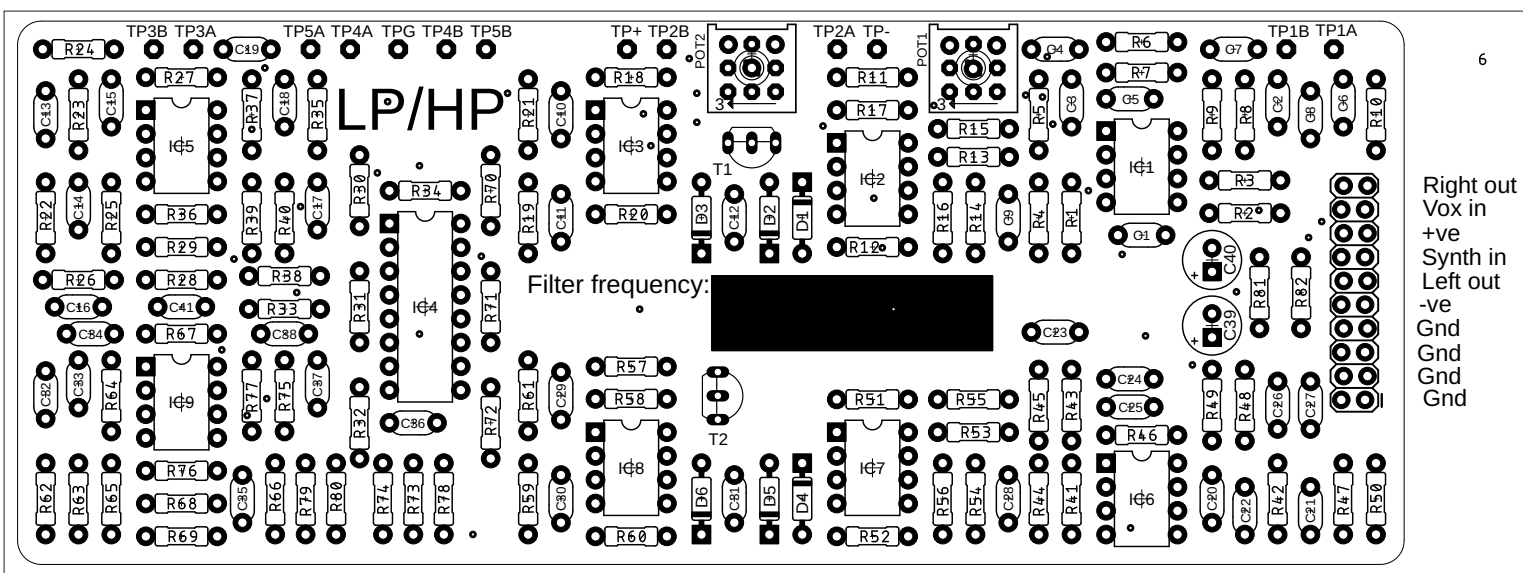 TP3B TP3A TP5A TP4A TPG TP4B TP5B TP+ TP2B POT2 TP2A TP- POT1 TP1B TP1A
R24 C19 C4 R6 C7 6
R27 R18 R11 R7
C13 R23 C15 R37 C18 R35 LP/HP R21 C10 3 R17 3 R5 C3 C5 R9 R8 C2 C8 C6 R10
IC5 IC3 T1 IC2 R15 IC1
R13
R30 R34 R70 R3
R22 C14 R25 R36 R39 R40 C17 R19 C11 R20 D3 C12 D2 D1 R16 R14 C9 R4 R1 R2
R29 R12 C1
R26 R28 R38 C40
C16 C41 R33 R31 IC4 R71 Filter frequency: R81 R82
C34 R67 C38 C23 C39
+
+
Right out
Vox in
+ve
Synth in
Left out
-ve
Gnd
Gnd
Gnd
Gnd
C32 C33 R64 IC9 R77 R75 C37 R32 C36 R72 R61 C29 R57 R58 T2 R51 R55 R45 R43 C24 R49 R48 C26 C27
R53 C25
R46
R62 R63 R65 R76 C35 R66 R79 R80 R74 R73 R78 R59 C30 IC8 D6 C31 D5 D4 IC7 R56 R54 C28 R44 R41 IC6 C20 C22 R42 C21 R47 R50
R68
R69 R60 R52